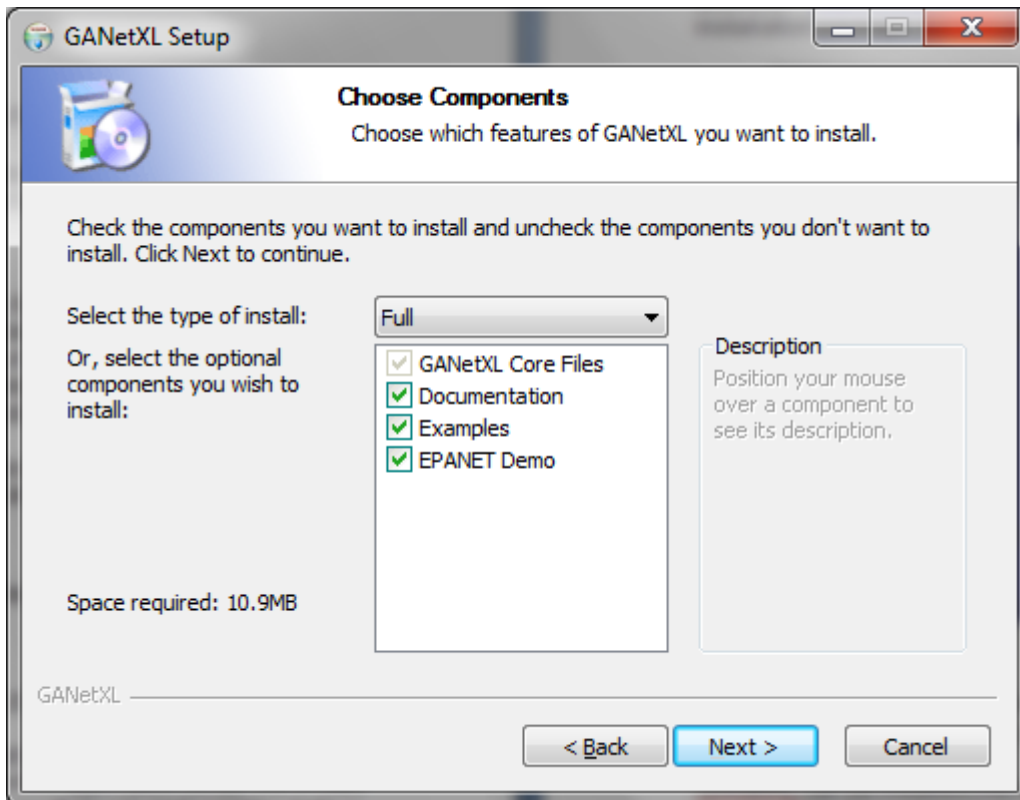 GANetXL Setup
Choose Components
Choose which features of GANetXL you want to install.
Check the components you want to install and uncheck the components you don't want to
install. Click Next to continue.
Select the type of install:
Full
Or, select the optional
components you wish to
install:
GANetXL Core Files
Documentation
Examples
EPANET Demo
Description
Position your mouse
over a component to
see its description.
Space required: 10.9MB
GANetXL
< Back
Next >
Cancel